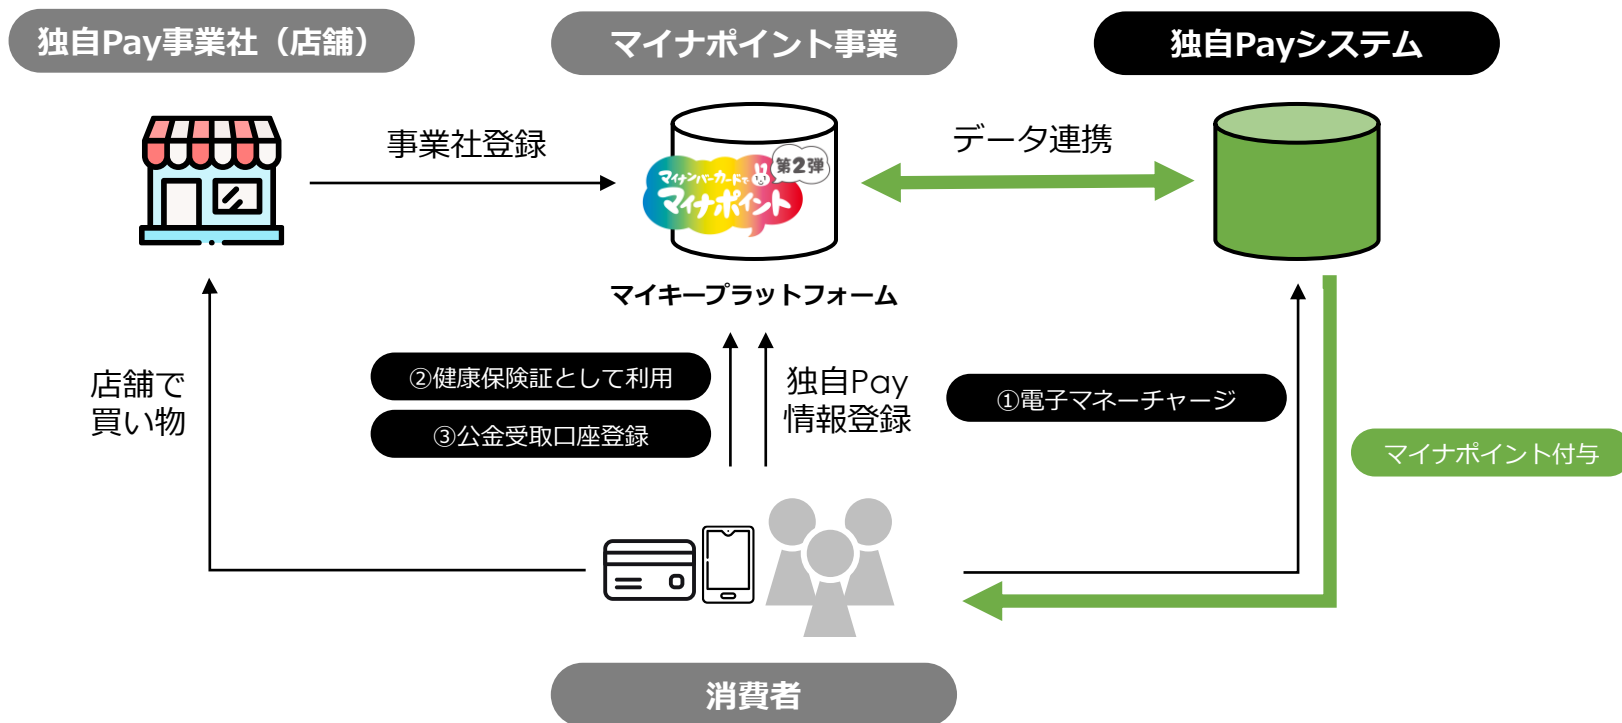 独自Pay事業社（店舗）
マイナポイント事業
独自Payシステム
事業社登録
データ連携
第2弾
マイナンバーカードで
マイナポイント
マイキープラットフォーム
店舗で
買い物
②健康保険証として利用
③公金受取口座登録
独自Pay
情報登録
①電子マネーチャージ
マイナポイント付与
消費者